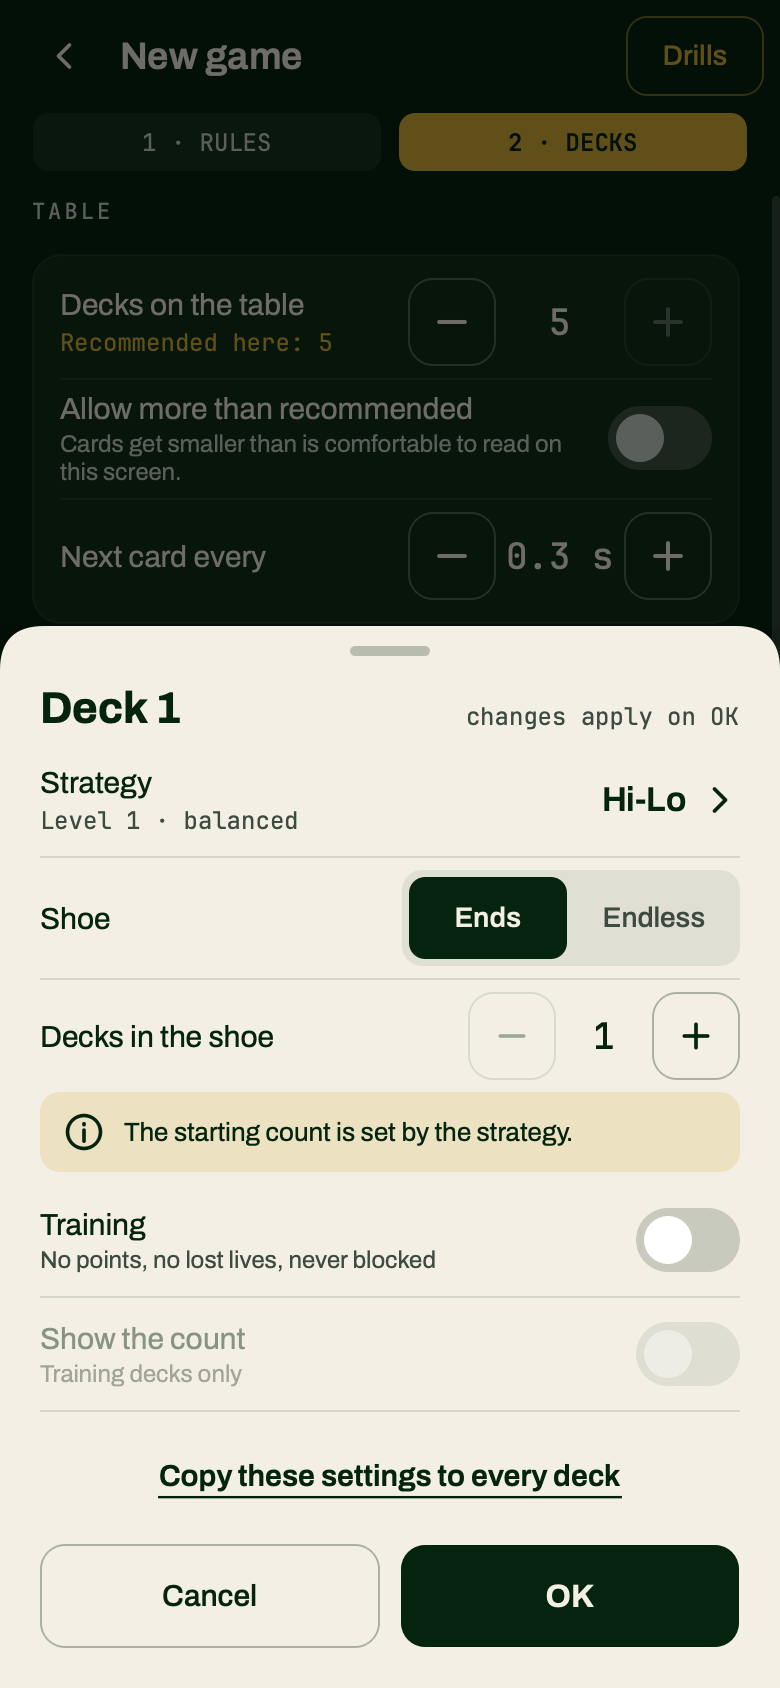 New game
Drills
1 · RULES
2 · DECKS
TABLE
Decks on the table
Recommended here: 5
5
Allow more than recommended
Cards get smaller than is comfortable to read on
this screen.
Next card every
0.3 s
Deck 1
changes apply on OK
Strategy
Level 1 · balanced
Hi-Lo
Shoe
Ends
Endless
Decks in the shoe
1
The starting count is set by the strategy.
Training
No points, no lost lives, never blocked
Show the count
Training decks only
Copy these settings to every deck
Cancel
OK